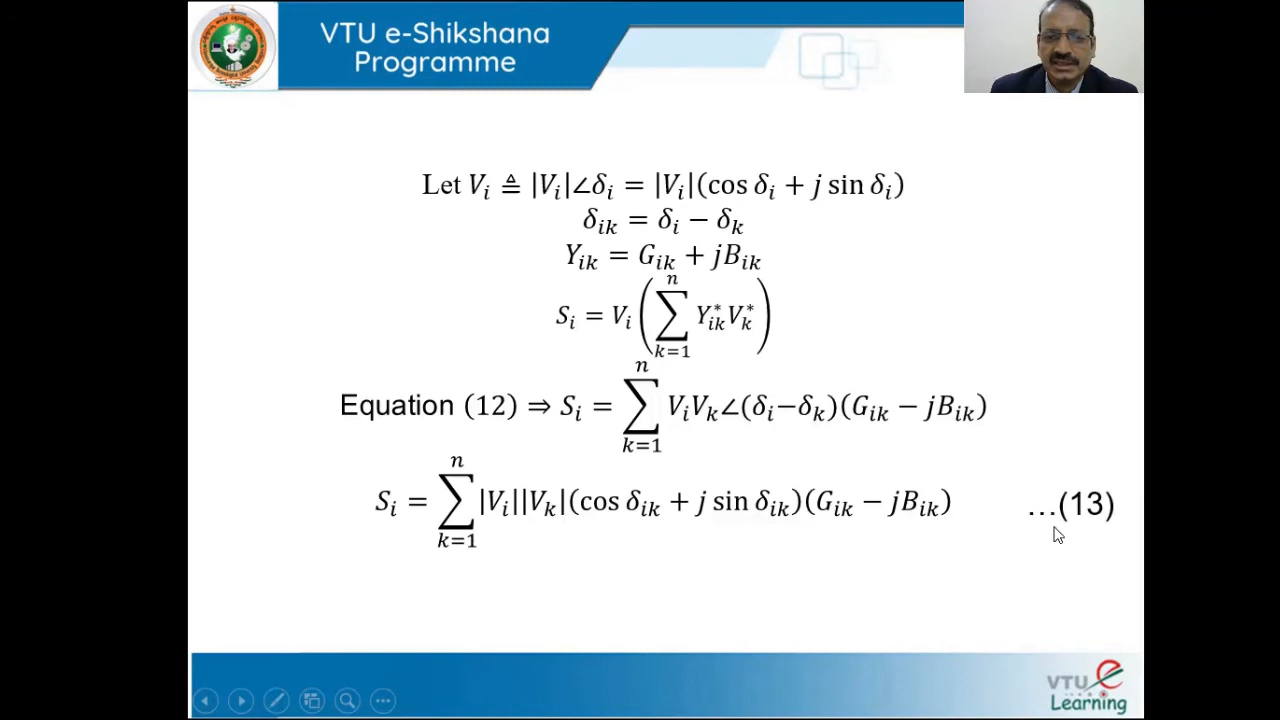 VTU e-Shikshana
Programme
Let V_i ≜ |V_i|∠δ_i = |V_i|(cos δ_i + j sin δ_i)
δ_ik = δ_i − δ_k
Y_ik = G_ik + jB_ik
S_i = V_i (∑_{k=1}^{n} Y_ik^* V_k^*)
Equation (12) ⇒ S_i = ∑_{k=1}^{n} V_i V_k∠(δ_i−δ_k)(G_ik − jB_ik)
S_i = ∑_{k=1}^{n} |V_i||V_k|(cos δ_ik + j sin δ_ik)(G_ik − jB_ik) …(13)
VTU e
Learning